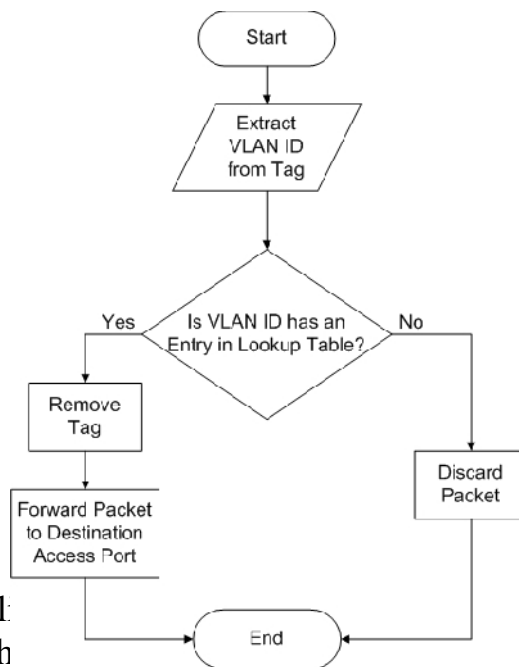 Start
Extract
VLAN ID
from Tag
Is VLAN ID has an
Entry in Lookup Table?
Yes
No
Remove
Tag
Forward Packet
to Destination
Access Port
Discard
Packet
End